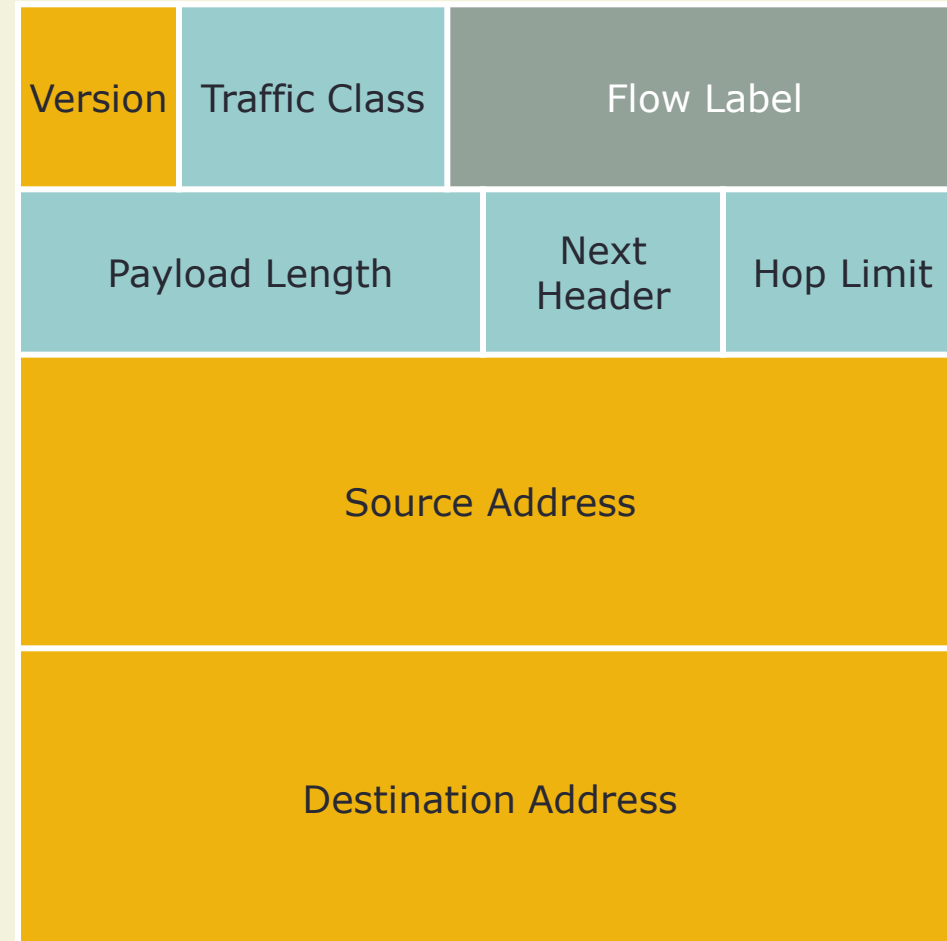 Version
Traffic Class
Flow Label
Payload Length
Next
Header
Hop Limit
Source Address
Destination Address